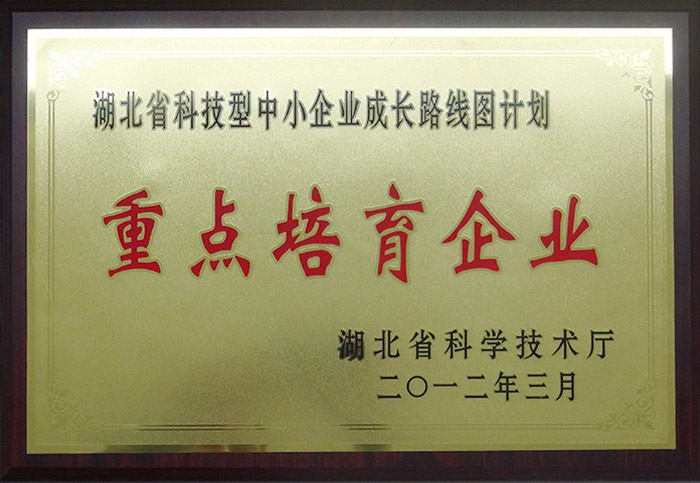 湖北省科技型中小企业成长路线图计划
重点培育企业
湖北省科学技术厅
二〇一二年三月